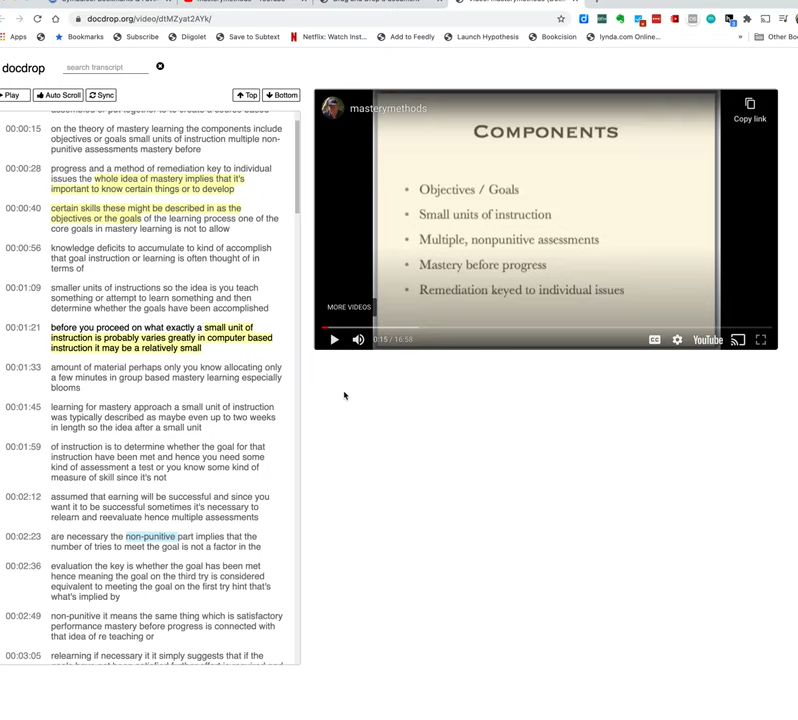 docdrop.org/video/dtMZyat2AYk/
Apps
Bookmarks
Subscribe
Diigolet
Save to Subtext
Netflix: Watch Inst...
Add to Feedly
Launch Hypothesis
Bookcision
lynda.com Online...
»
Other Boo
docdrop
search transcript
Play
Auto Scroll
Sync
Top
Bottom
00:00:15
on the theory of mastery learning the components include
objectives or goals small units of instruction multiple non-
punitive assessments mastery before
00:00:28
progress and a method of remediation key to individual
issues the whole idea of mastery implies that it's
important to know certain things or to develop
00:00:40
certain skills these might be described in as the
objectives or the goals of the learning process one of the
core goals in mastery learning is not to allow
00:00:56
knowledge deficits to accumulate to kind of accomplish
that goal instruction or learning is often thought of in
terms of
00:01:09
smaller units of instructions so the idea is you teach
something or attempt to learn something and then
determine whether the goals have been accomplished
00:01:21
before you proceed on what exactly a small unit of
instruction is probably varies greatly in computer based
instruction it may be a relatively small
00:01:33
amount of material perhaps only you know allocating only
a few minutes in group based mastery learning especially
blooms
00:01:45
learning for mastery approach a small unit of instruction
was typically described as maybe even up to two weeks
in length so the idea after a small unit
00:01:59
of instruction is to determine whether the goal for that
instruction have been met and hence you need some
kind of assessment a test or you know some kind of
measure of skill since it's not
00:02:12
assumed that earning will be successful and since you
want it to be successful sometimes it's necessary to
relearn and reevaluate hence multiple assessments
00:02:23
are necessary the non-punitive part implies that the
number of tries to meet the goal is not a factor in the
00:02:36
evaluation the key is whether the goal has been met
hence meaning the goal on the third try is considered
equivalent to meeting the goal on the first try hint that's
what's implied by
00:02:49
non-punitive it means the same thing which is satisfactory
performance mastery before progress is connected with
that idea of re teaching or
00:03:05
relearning if necessary it it simply suggests that if the
masterymethods
Copy link
COMPONENTS
• Objectives / Goals
• Small units of instruction
• Multiple, nonpunitive assessments
• Mastery before progress
• Remediation keyed to individual issues
MORE VIDEOS
0:15 / 16:58
CC
YouTube